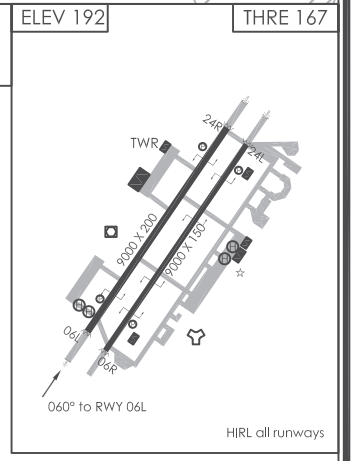 ELEV 192
THRE 167
24R
TWR
24L
9000 X 200
9000 X 150
H
H
H
H
06L
06R
060° to RWY 06L
HIRL all runways